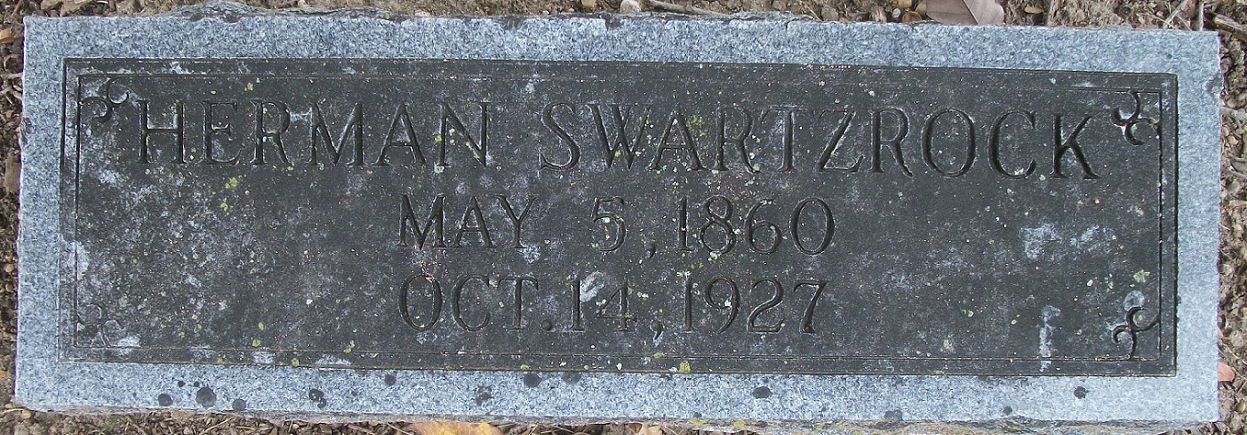 HERMAN SWARTZROCK
MAY 5, 1860
OCT. 14, 1927